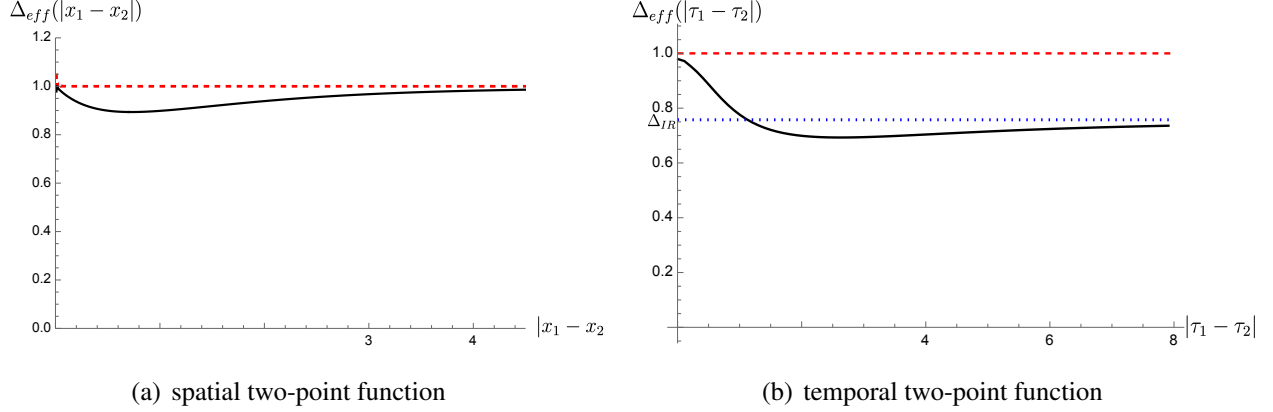 Δ_{eff}(|x_1 − x_2|)
1.2
1.0
0.8
0.6
0.4
0.2
0.0
3
4
|x_1 − x_2
(a) spatial two-point function
Δ_{eff}(|τ_1 − τ_2|)
1.0
0.8
Δ_{IR}
0.6
0.4
0.2
4
6
8
|τ_1 − τ_2|
(b) temporal two-point function